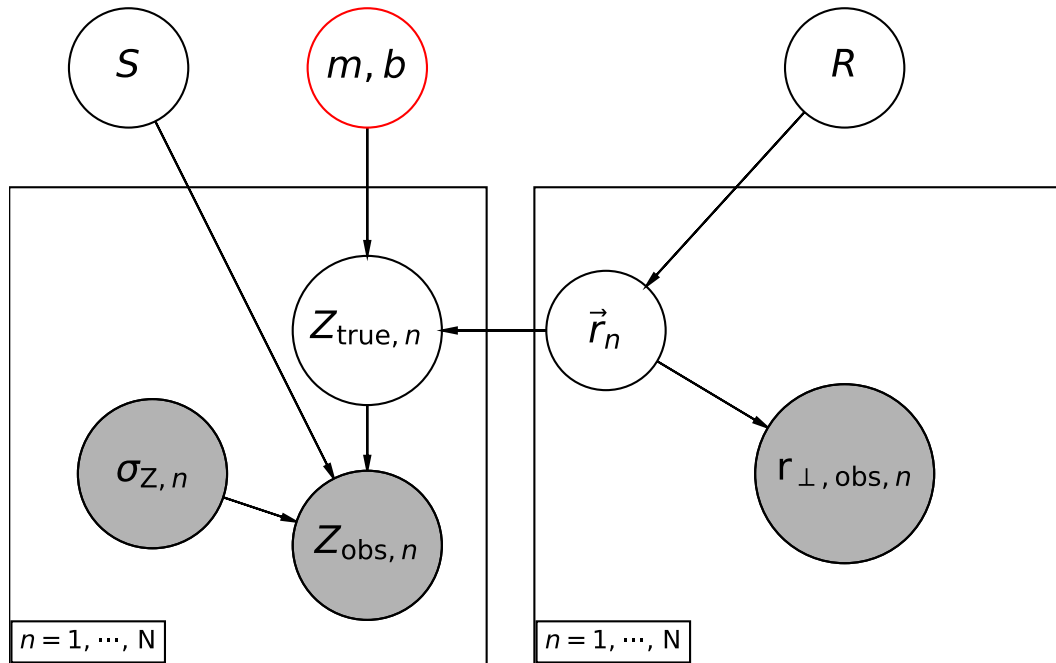 S
m, b
R
Z_true, n
r⃗_n
σ_Z, n
r_⊥, obs, n
Z_obs, n
n = 1, ⋯, N
n = 1, ⋯, N